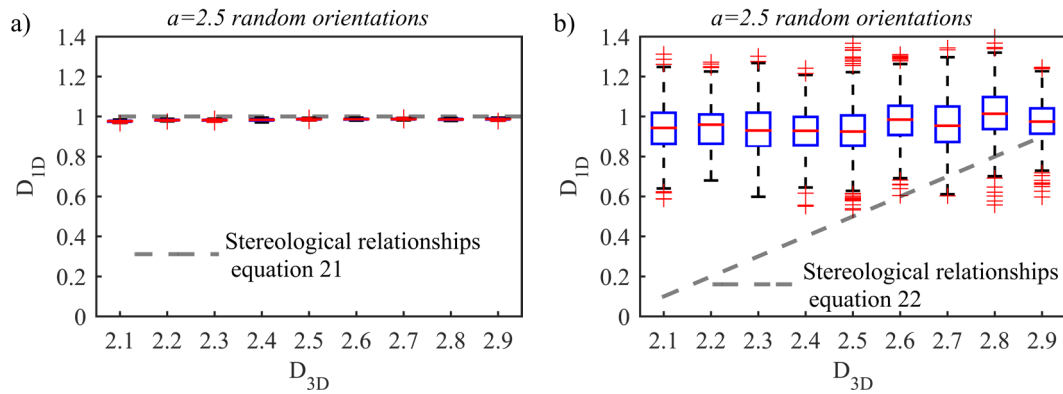 a)
a=2.5 random orientations
1.4
1.2
1
0.8
0.6
0.4
0.2
0
D1D
Stereological relationships
equation 21
2.1 2.2 2.3 2.4 2.5 2.6 2.7 2.8 2.9
D3D
b)
a=2.5 random orientations
1.4
1.2
1
0.8
0.6
0.4
0.2
0
D1D
Stereological relationships
equation 22
2.1 2.2 2.3 2.4 2.5 2.6 2.7 2.8 2.9
D3D